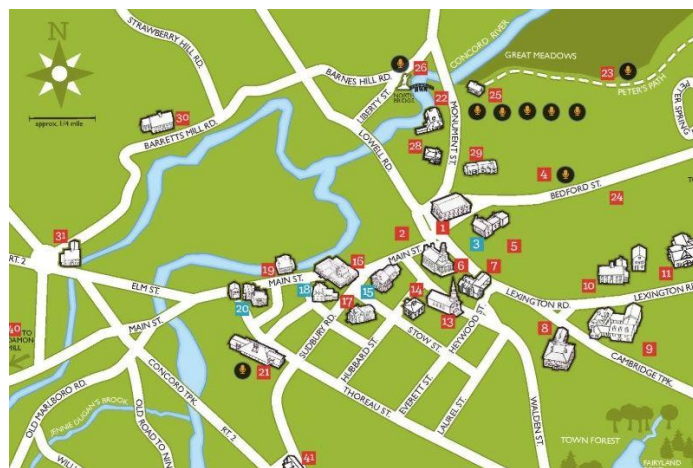 N
approx. 1/4 mile
STRAWBERRY HILL RD.
BARNES HILL RD.
26
CONCORD RIVER
GREAT MEADOWS
23
PETER'S PATH
PETER SPRING
NORTH
BRIDGE
22
25
LIBERTY ST.
30
BARRETTS MILL RD.
LOWELL RD.
MONUMENT ST.
28
29
4
BEDFORD ST.
24
31
RT. 2
2
1
3
5
MAIN ST.
16
19
MAIN ST.
6
7
10
11
ELM ST.
20
18
17
15
14
13
LEXINGTON RD.
LEXINGTON RD.
40
TO
MAIN ST.
SUDBURY RD.
STOW ST.
HEYWOOD ST.
8
9
21
HUBBARD ST.
CAMBRIDGE TPK.
OLD MARLBORO RD.
CONCORD TPK.
THOREAU ST.
EVERETT ST.
LAUREL ST.
WALDEN ST.
JENNIE DUGAN'S BROOK
OLD ROAD TO NIN
RT. 2
TOWN FOREST
41
FAIRYLAND